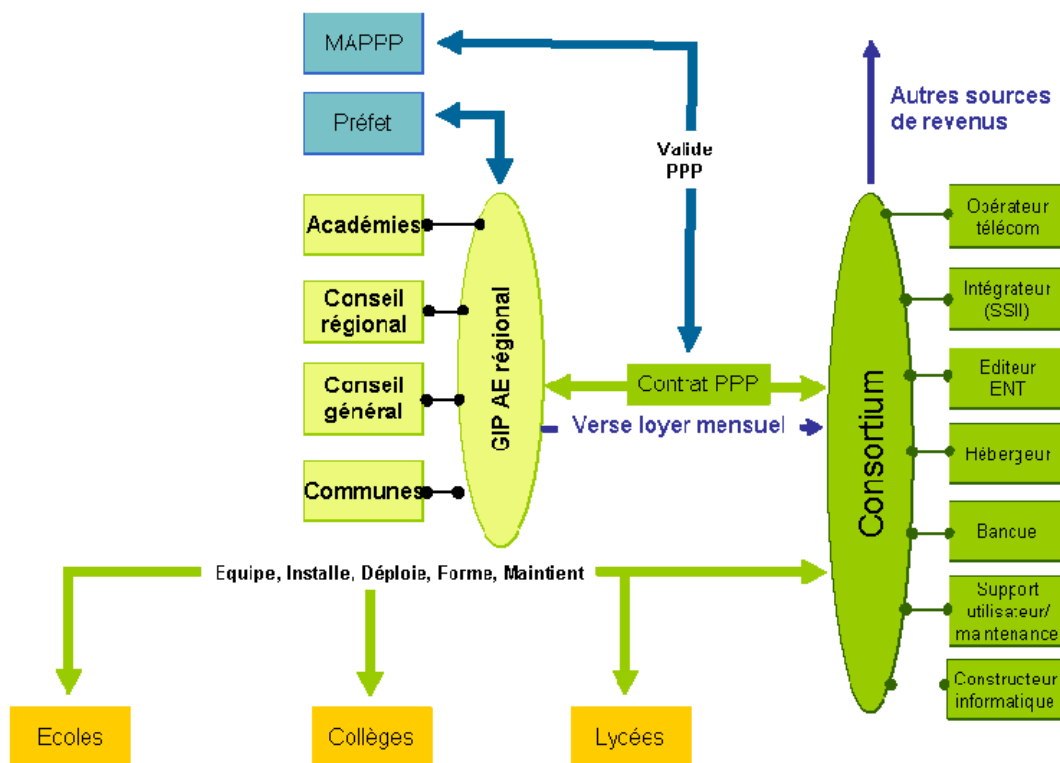 MAPPP
Préfet
Valide
PPP
Autres sources
de revenus
Académies
Conseil
régional
Conseil
général
Communes
GIP AE régional
Contrat PPP
Verse loyer mensuel
Consortium
Opérateur
télécom
Intégrateur
(SSII)
Editeur
ENT
Hébergeur
Bancue
Support
utilisateur/
maintenance
Constructeur
informatique
Equipe, Installe, Déploie, Forme, Maintient
Ecoles
Collèges
Lycées